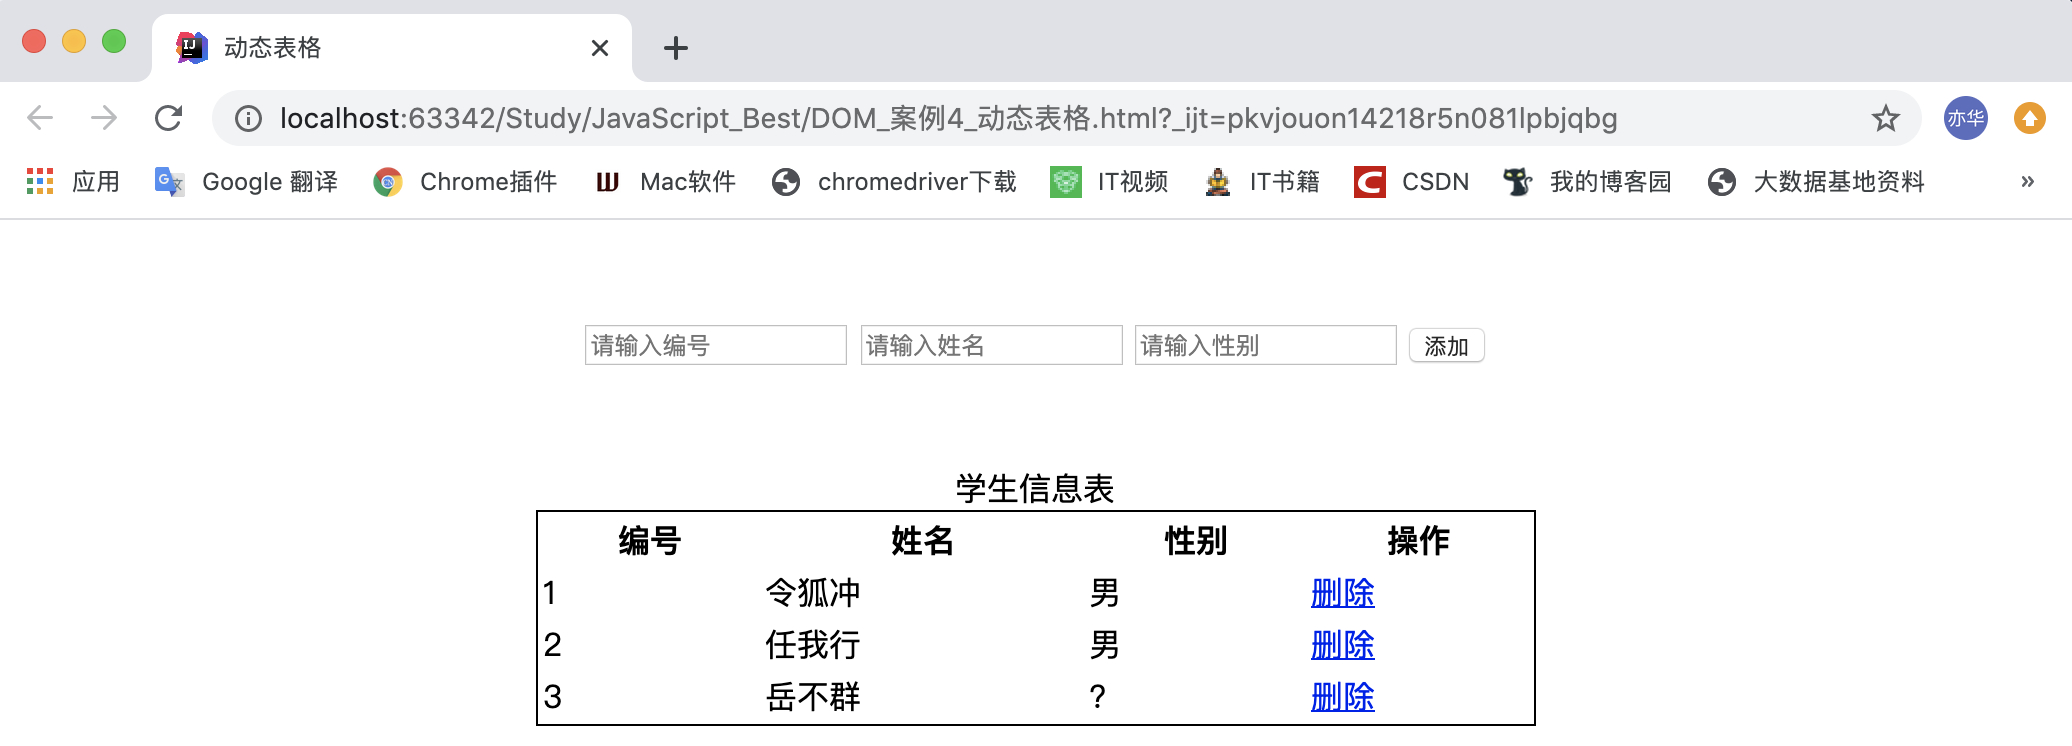 动态表格
localhost:63342/Study/JavaScript_Best/DOM_案例4_动态表格.html?_ijt=pkvjouon14218r5n081lpbjqbg 亦华
应用 Google 翻译 Chrome插件 Mac软件 chromedriver下载 IT视频 IT书籍 CSDN 我的博客园 大数据基地资料 »
请输入编号 请输入姓名 请输入性别 添加
学生信息表
编号 姓名 性别 操作
1 令狐冲 男 删除
2 任我行 男 删除
3 岳不群 ? 删除